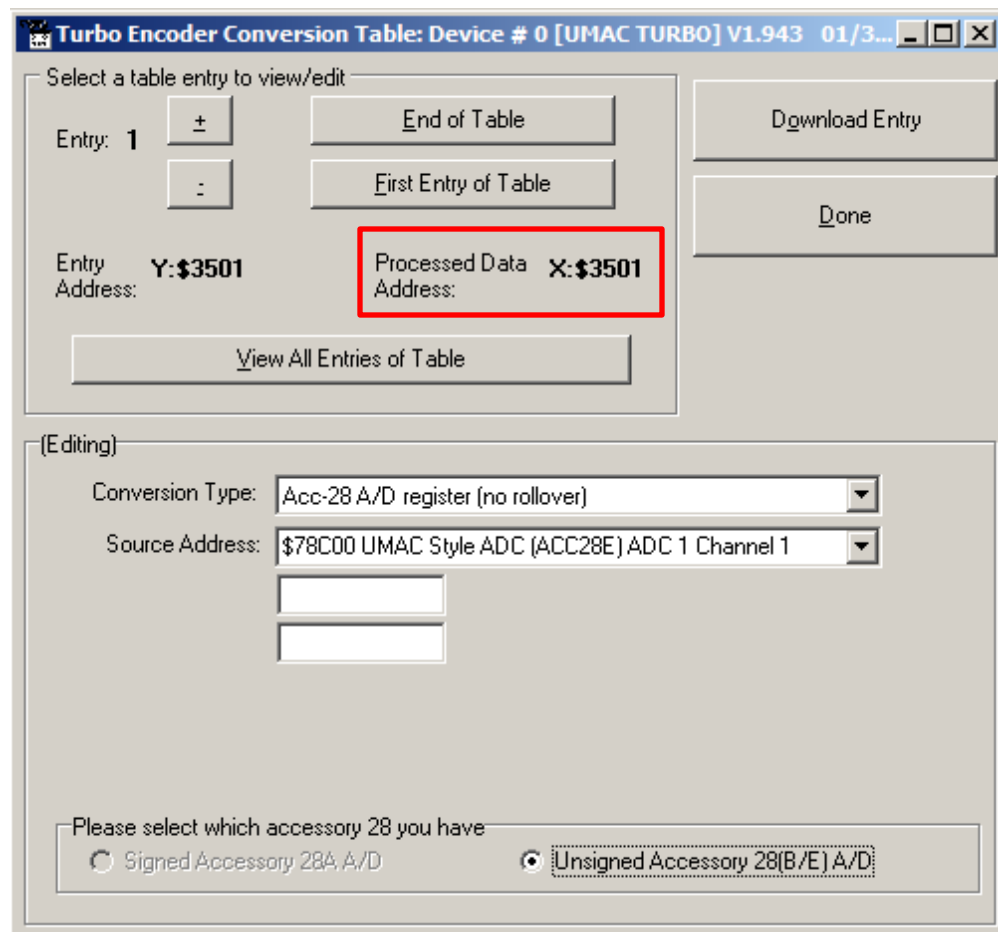 Turbo Encoder Conversion Table: Device # 0 [UMAC TURBO] V1.943 01/3...
Select a table entry to view/edit
Entry: 1
+
End of Table
Download Entry
-
First Entry of Table
Done
Entry Address: Y:$3501
Processed Data Address: X:$3501
View All Entries of Table
(Editing)
Conversion Type: Acc-28 A/D register (no rollover)
Source Address: $78C00 UMAC Style ADC (ACC28E) ADC 1 Channel 1
Please select which accessory 28 you have
Signed Accessory 28A A/D
Unsigned Accessory 28(B/E) A/D